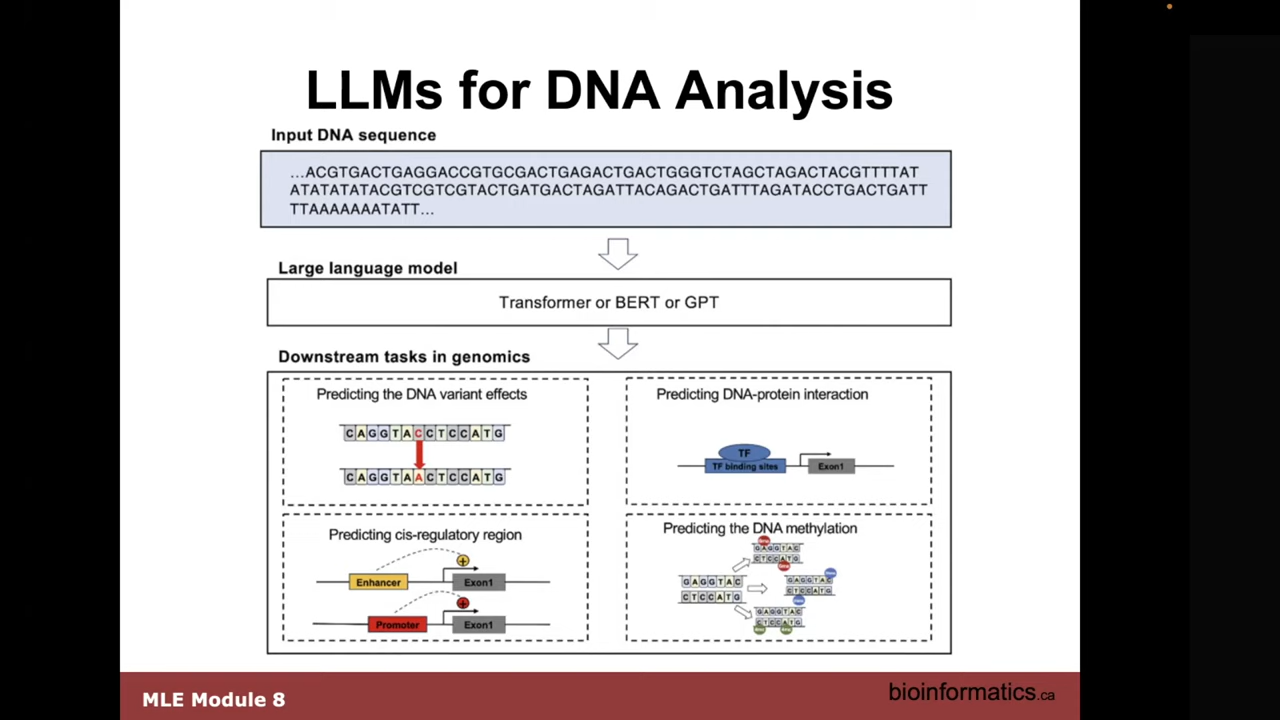 LLMs for DNA Analysis
Input DNA sequence
...ACGTGACTGAGGACCGTGCGACTGAGACTGACTGGGTCTAGCTAGACTACGTTTTAT
ATATATATACGTCGTCGTACTGATGACTAGATTACAGACTGATTTAGATACCTGACTGATT
TTAAAAAAATATT...
Large language model
Transformer or BERT or GPT
Downstream tasks in genomics
Predicting the DNA variant effects
CAGGTACCTCCATG
CAGGTAACTCCATG
Predicting DNA-protein interaction
TF
TF binding sites
Exon1
Predicting cis-regulatory region
Enhancer
Exon1
Promoter
Exon1
Predicting the DNA methylation
GAGGTAC
CTCCATG
GAGGTAC
CTCCATG
GAGGTAC
CTCCATG
GAGGTAC
CTCCATG
MLE Module 8
bioinformatics.ca